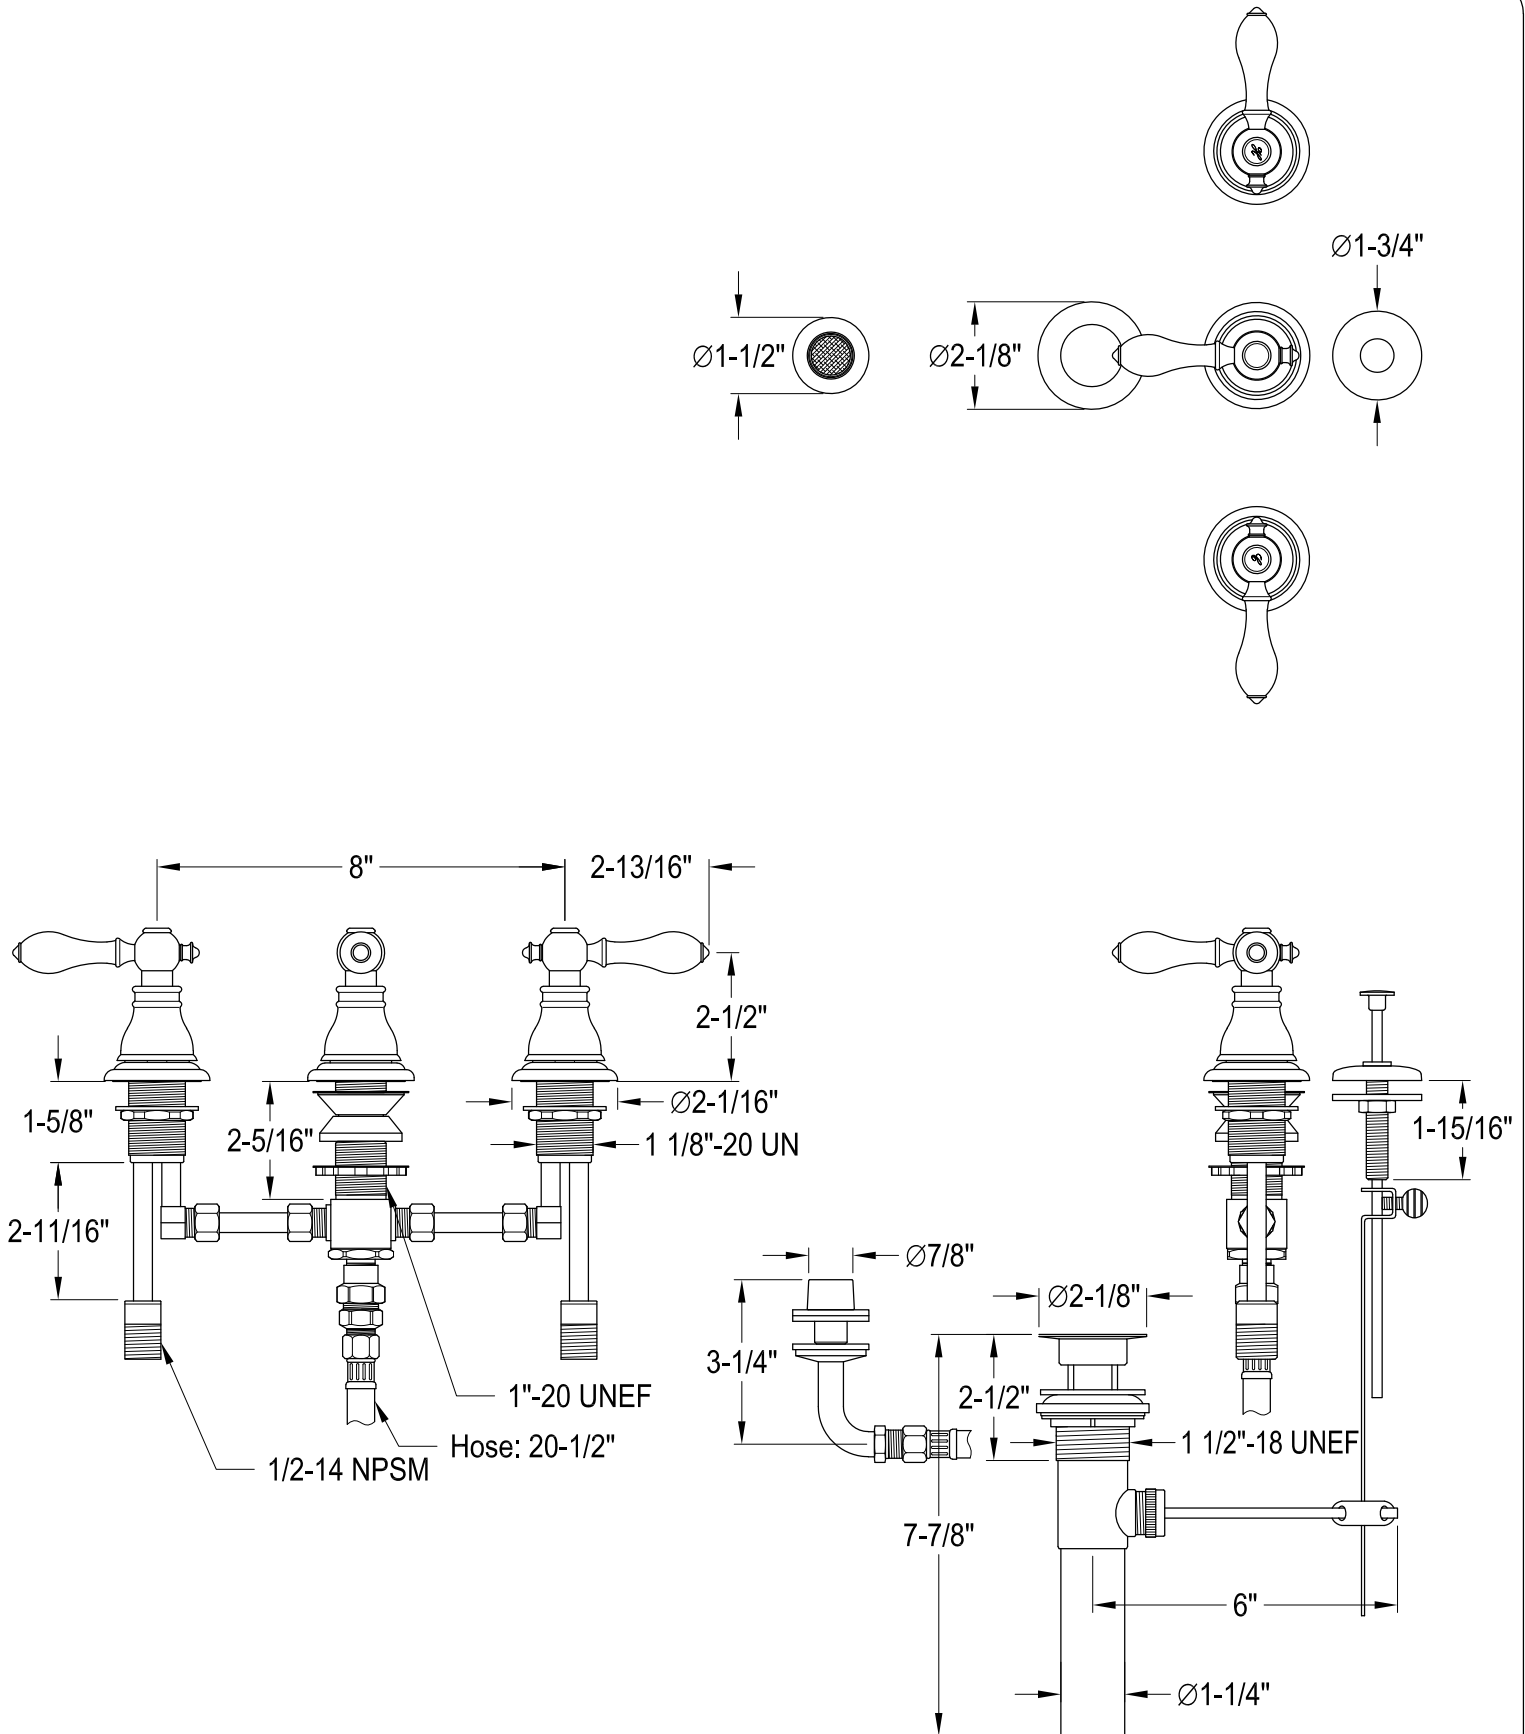 Ø1-3/4"
Ø1-1/2"
Ø2-1/8"
8"
2-13/16"
2-1/2"
1-5/8"
2-5/16"
Ø2-1/16"
1 1/8"-20 UN
2-11/16"
1-15/16"
Ø7/8"
Ø2-1/8"
3-1/4"
2-1/2"
1"-20 UNEF
Hose: 20-1/2"
1/2-14 NPSM
1 1/2"-18 UNEF
7-7/8"
6"
Ø1-1/4"